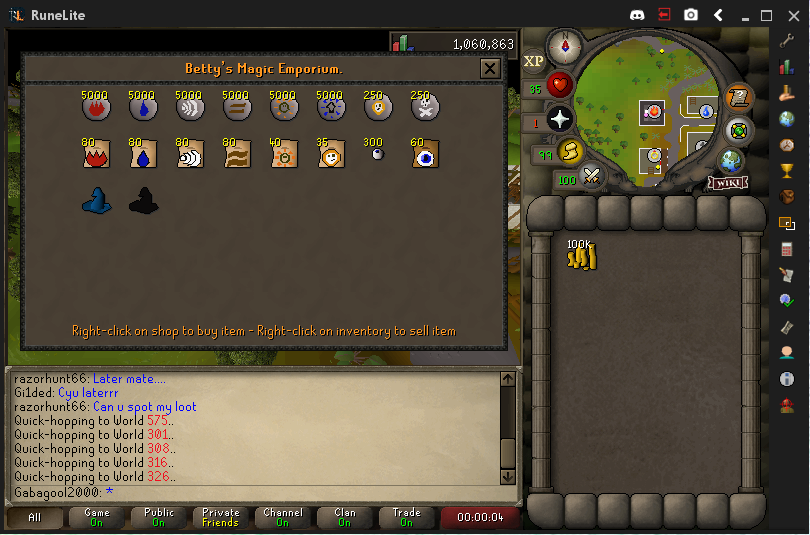 RuneLite
1,060,863
Betty's Magic Emporium.
5000 5000 5000 5000 5000 5000 250 250
80 80 80 80 40 35 300 60
Right-click on shop to buy item - Right-click on inventory to sell item
XP
35
1
99
100
WIKI
100K
razorhunt66: Later mate....
Gi1ded: Cyu laterrr
razorhunt66: Can u spot my loot
Quick-hopping to World 575..
Quick-hopping to World 301..
Quick-hopping to World 308..
Quick-hopping to World 316..
Quick-hopping to World 326..
Gabagool2000: *
All
Game
On
Public
On
Private
Friends
Channel
On
Clan
On
Trade
On
00:00:04